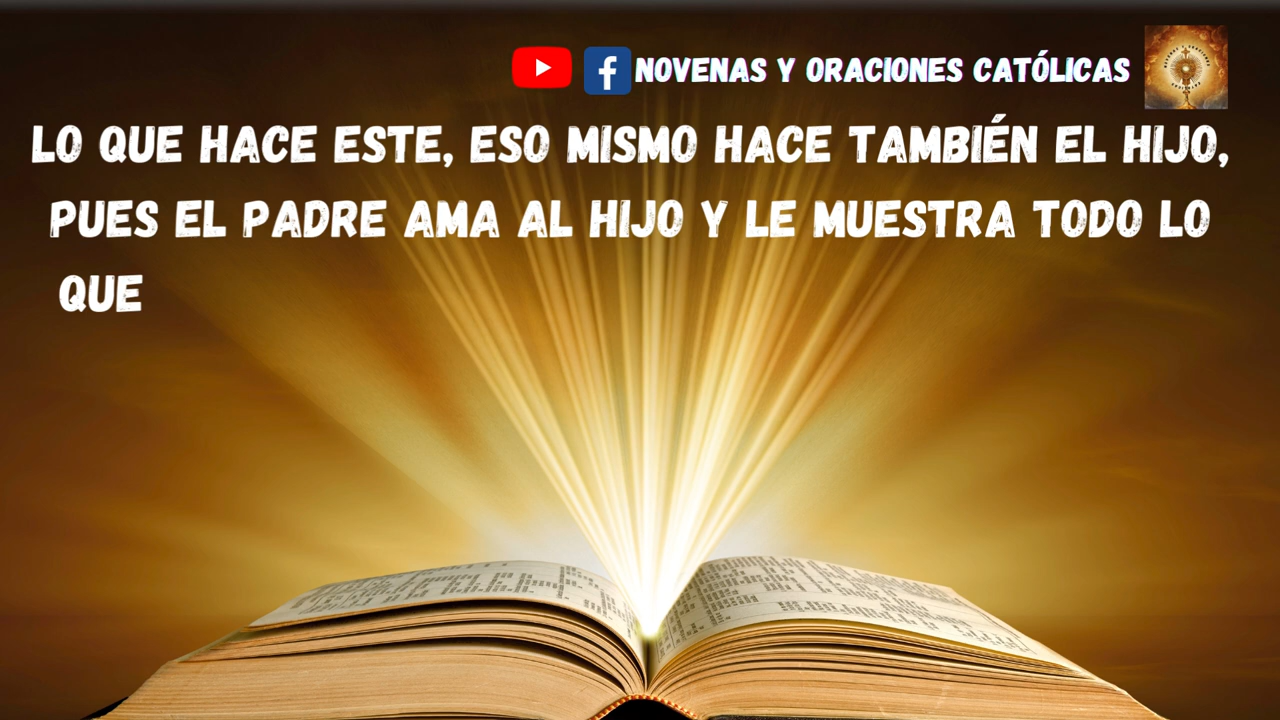 NOVENAS Y ORACIONES CATÓLICAS
LO QUE HACE ESTE, ESO MISMO HACE TAMBIÉN EL HIJO,
PUES EL PADRE AMA AL HIJO Y LE MUESTRA TODO LO
QUE